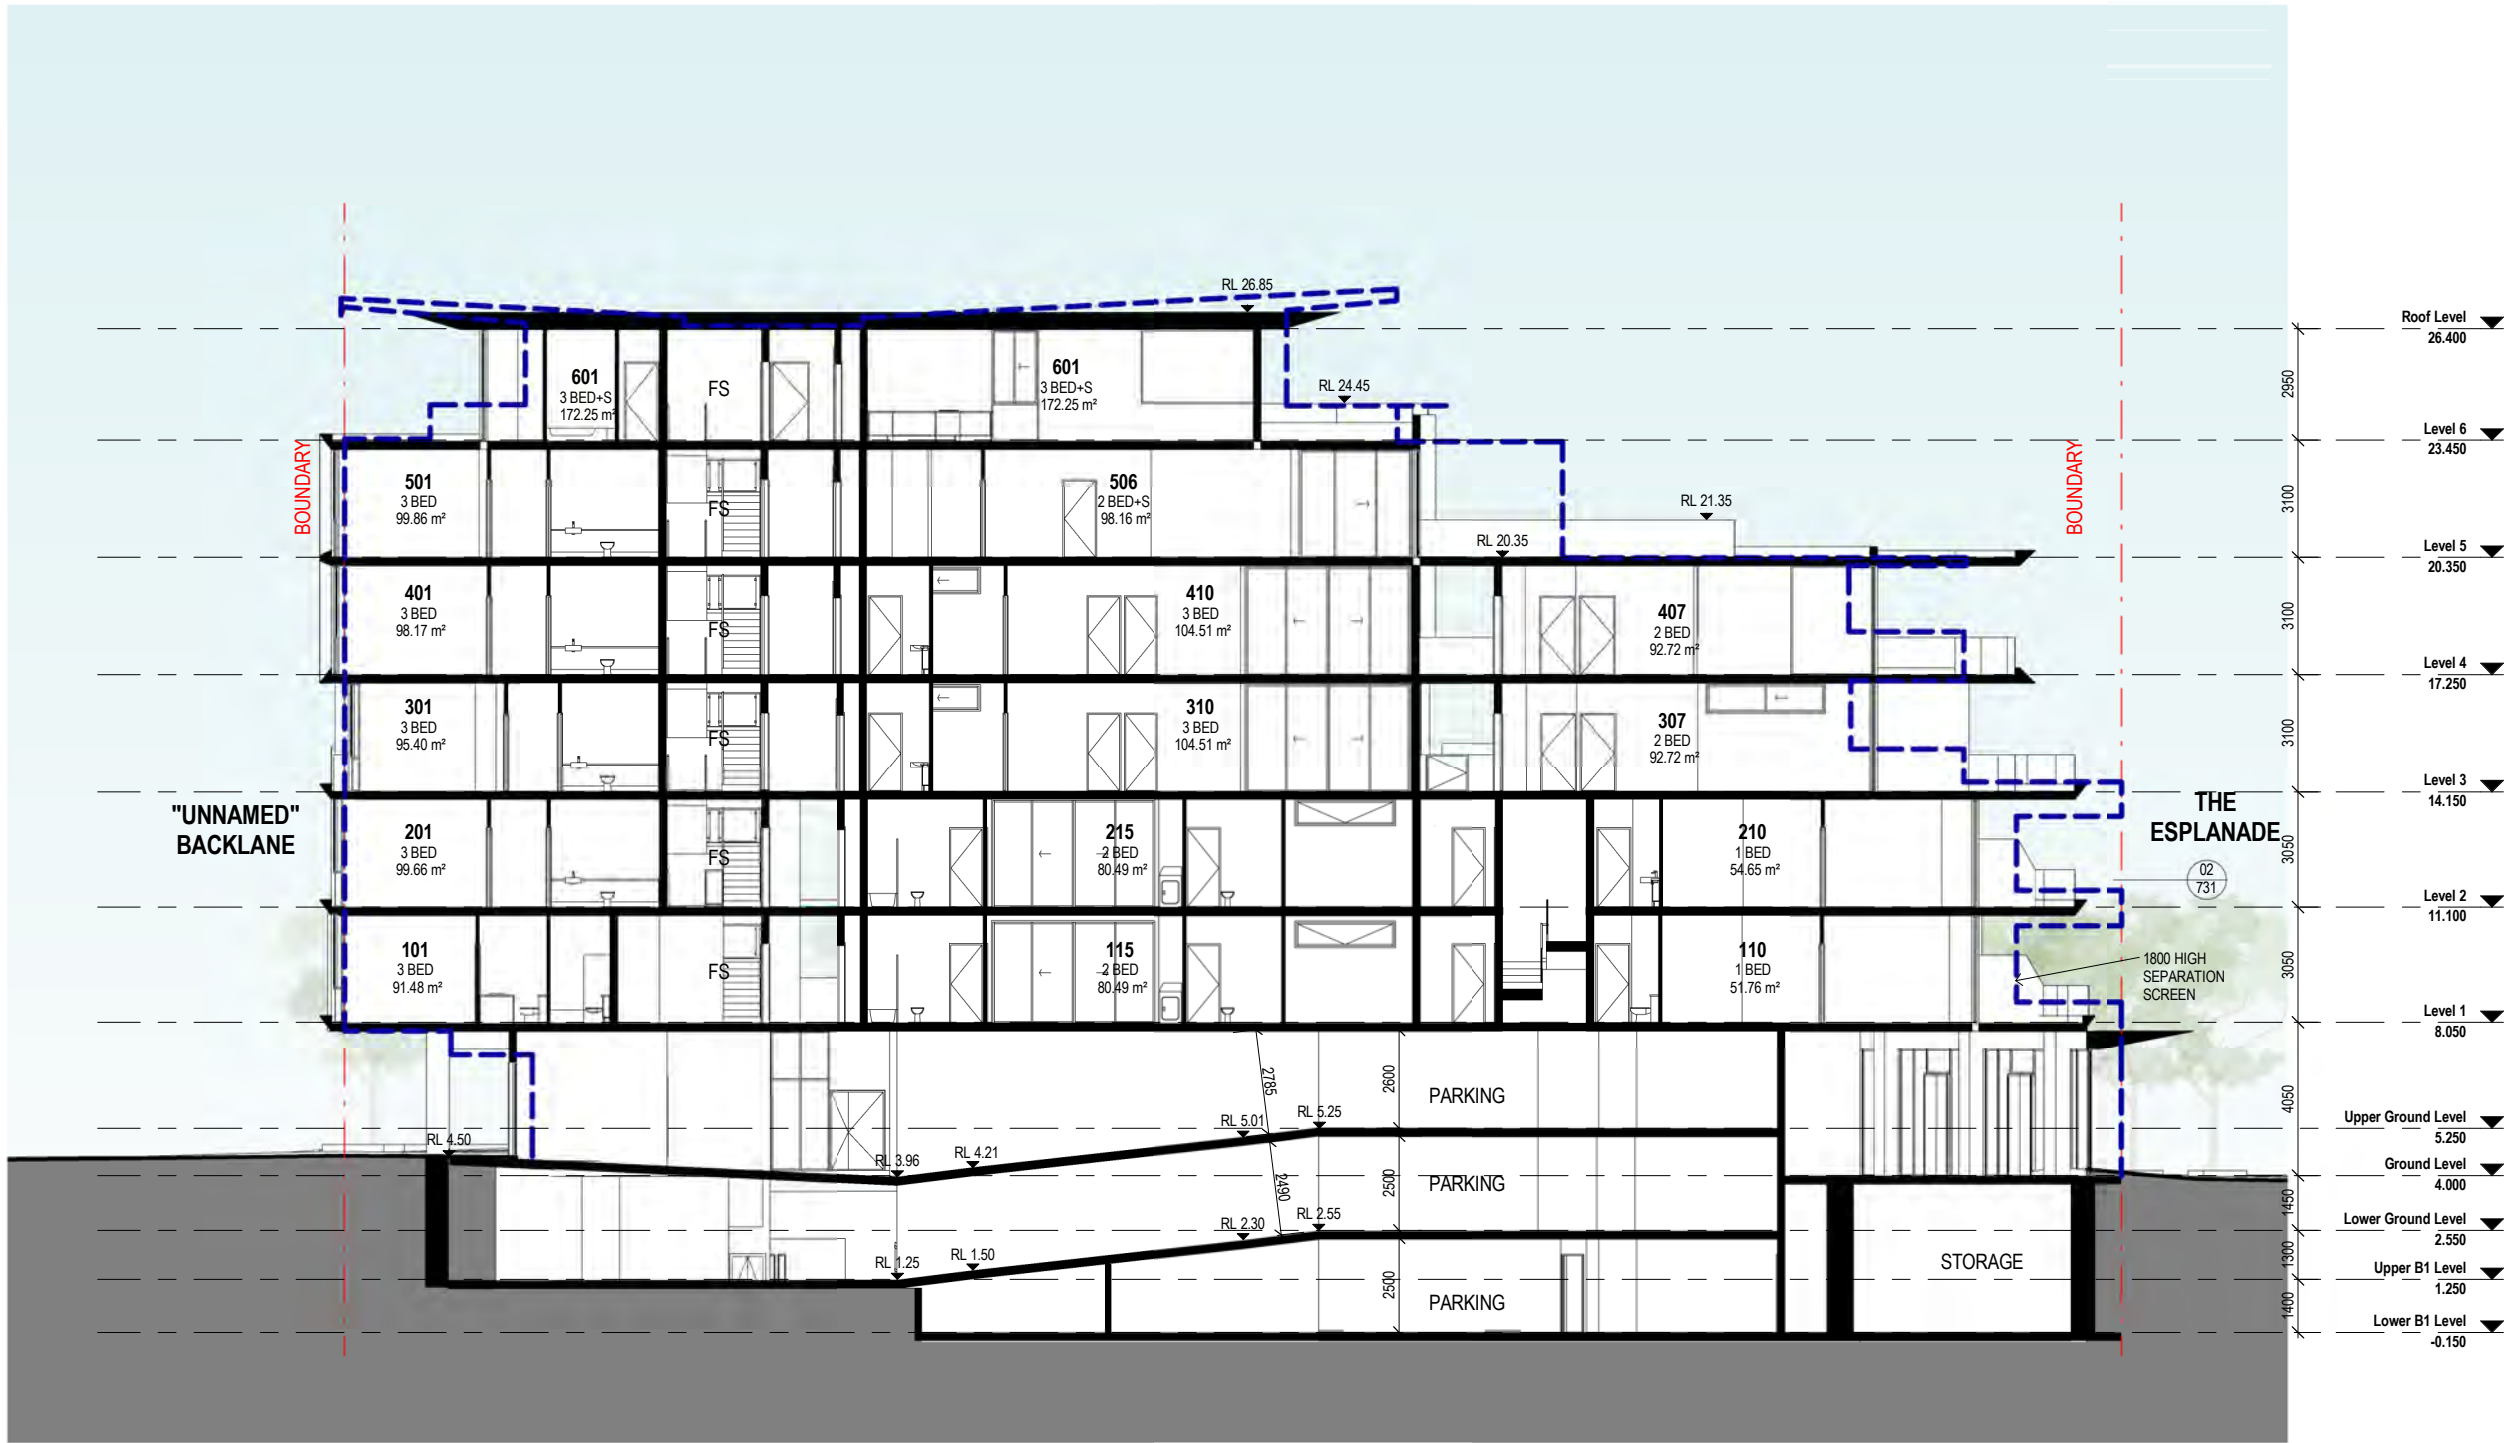 RL 26.85
Roof Level
26.400
601
3 BED+S
172.25 m²
FS
601
3 BED+S
172.25 m²
RL 24.45
2950
Level 6
23.450
BOUNDARY
501
3 BED
99.86 m²
FS
506
2 BED+S
98.16 m²
RL 21.35
RL 20.35
BOUNDARY
3100
Level 5
20.350
401
3 BED
98.17 m²
FS
410
3 BED
104.51 m²
407
2 BED
92.72 m²
3100
Level 4
17.250
301
3 BED
95.40 m²
FS
310
3 BED
104.51 m²
307
2 BED
92.72 m²
3100
Level 3
14.150
"UNNAMED"
BACKLANE
201
3 BED
99.66 m²
FS
215
2 BED
80.49 m²
210
1 BED
54.65 m²
THE
ESPLANADE
02
731
3050
Level 2
11.100
101
3 BED
91.48 m²
FS
115
2 BED
80.49 m²
110
1 BED
51.76 m²
1800 HIGH
SEPARATION
SCREEN
3050
Level 1
8.050
2785
2600
PARKING
4050
RL 4.50
RL 3.96
RL 4.21
RL 5.01
RL 5.25
Upper Ground Level
5.250
2490
2500
PARKING
Ground Level
4.000
1450
RL 1.25
RL 1.50
RL 2.30
RL 2.55
Lower Ground Level
2.550
1300
STORAGE
Upper B1 Level
1.250
2500
PARKING
1400
Lower B1 Level
-0.150